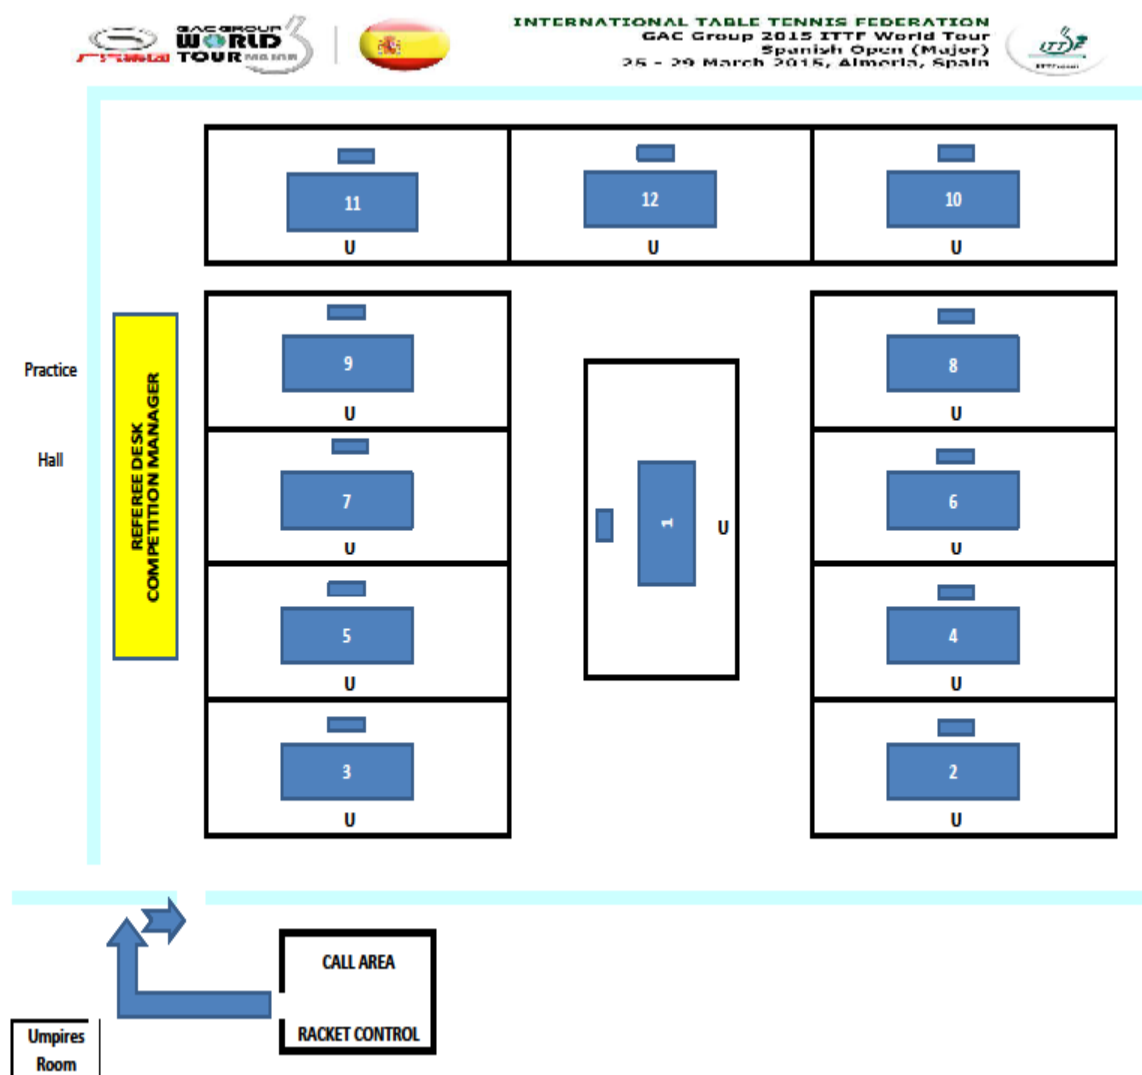 GAC GROUP
WORLD
TOUR MAJOR
INTERNATIONAL TABLE TENNIS FEDERATION
GAC Group 2015 ITTF World Tour
Spanish Open (Major)
25 - 29 March 2015, Almeria, Spain
ITTF
11
12
10
U
U
U
9
8
U
U
Practice
Hall
REFEREE DESK
COMPETITION MANAGER
7
1
U
6
U
U
5
4
U
U
3
2
U
U
CALL AREA
RACKET CONTROL
Umpires
Room